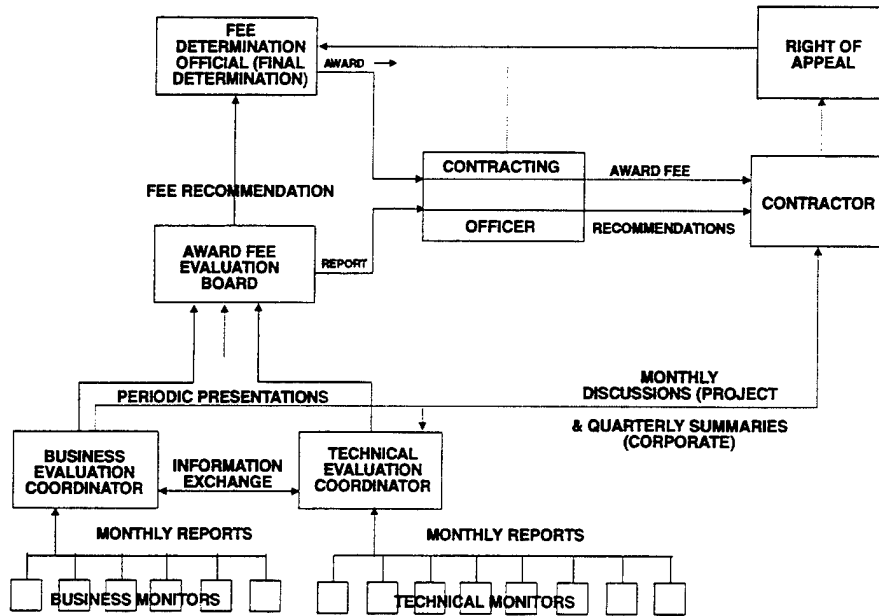 FEE
DETERMINATION
OFFICIAL (FINAL
DETERMINATION)
AWARD
RIGHT OF
APPEAL
CONTRACTING
OFFICER
AWARD FEE
RECOMMENDATIONS
CONTRACTOR
FEE RECOMMENDATION
AWARD FEE
EVALUATION
BOARD
REPORT
PERIODIC PRESENTATIONS
MONTHLY
DISCUSSIONS (PROJECT
& QUARTERLY SUMMARIES
(CORPORATE)
BUSINESS
EVALUATION
COORDINATOR
INFORMATION
EXCHANGE
TECHNICAL
EVALUATION
COORDINATOR
MONTHLY REPORTS
MONTHLY REPORTS
BUSINESS MONITORS
TECHNICAL MONITORS